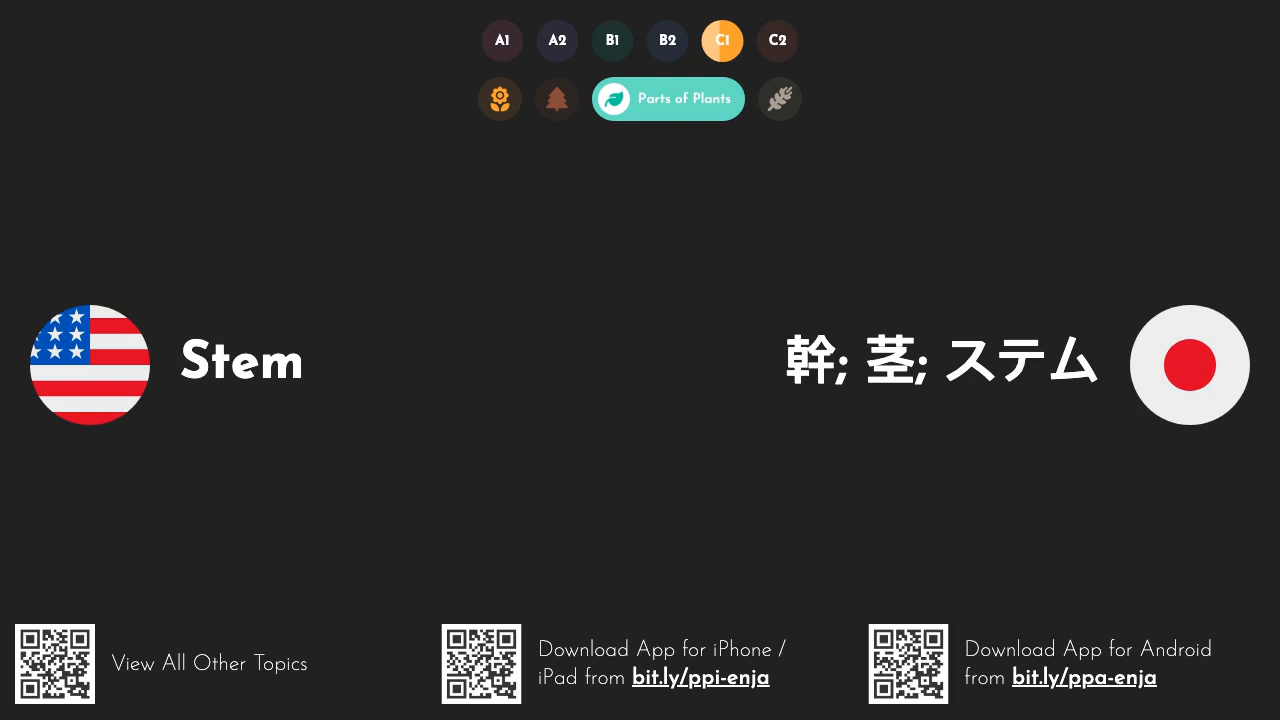 A1 A2 B1 B2 C1 C2
Parts of Plants
Stem
幹; 茎; ステム
View All Other Topics
Download App for iPhone /
iPad from bit.ly/ppi-enja
Download App for Android
from bit.ly/ppa-enja